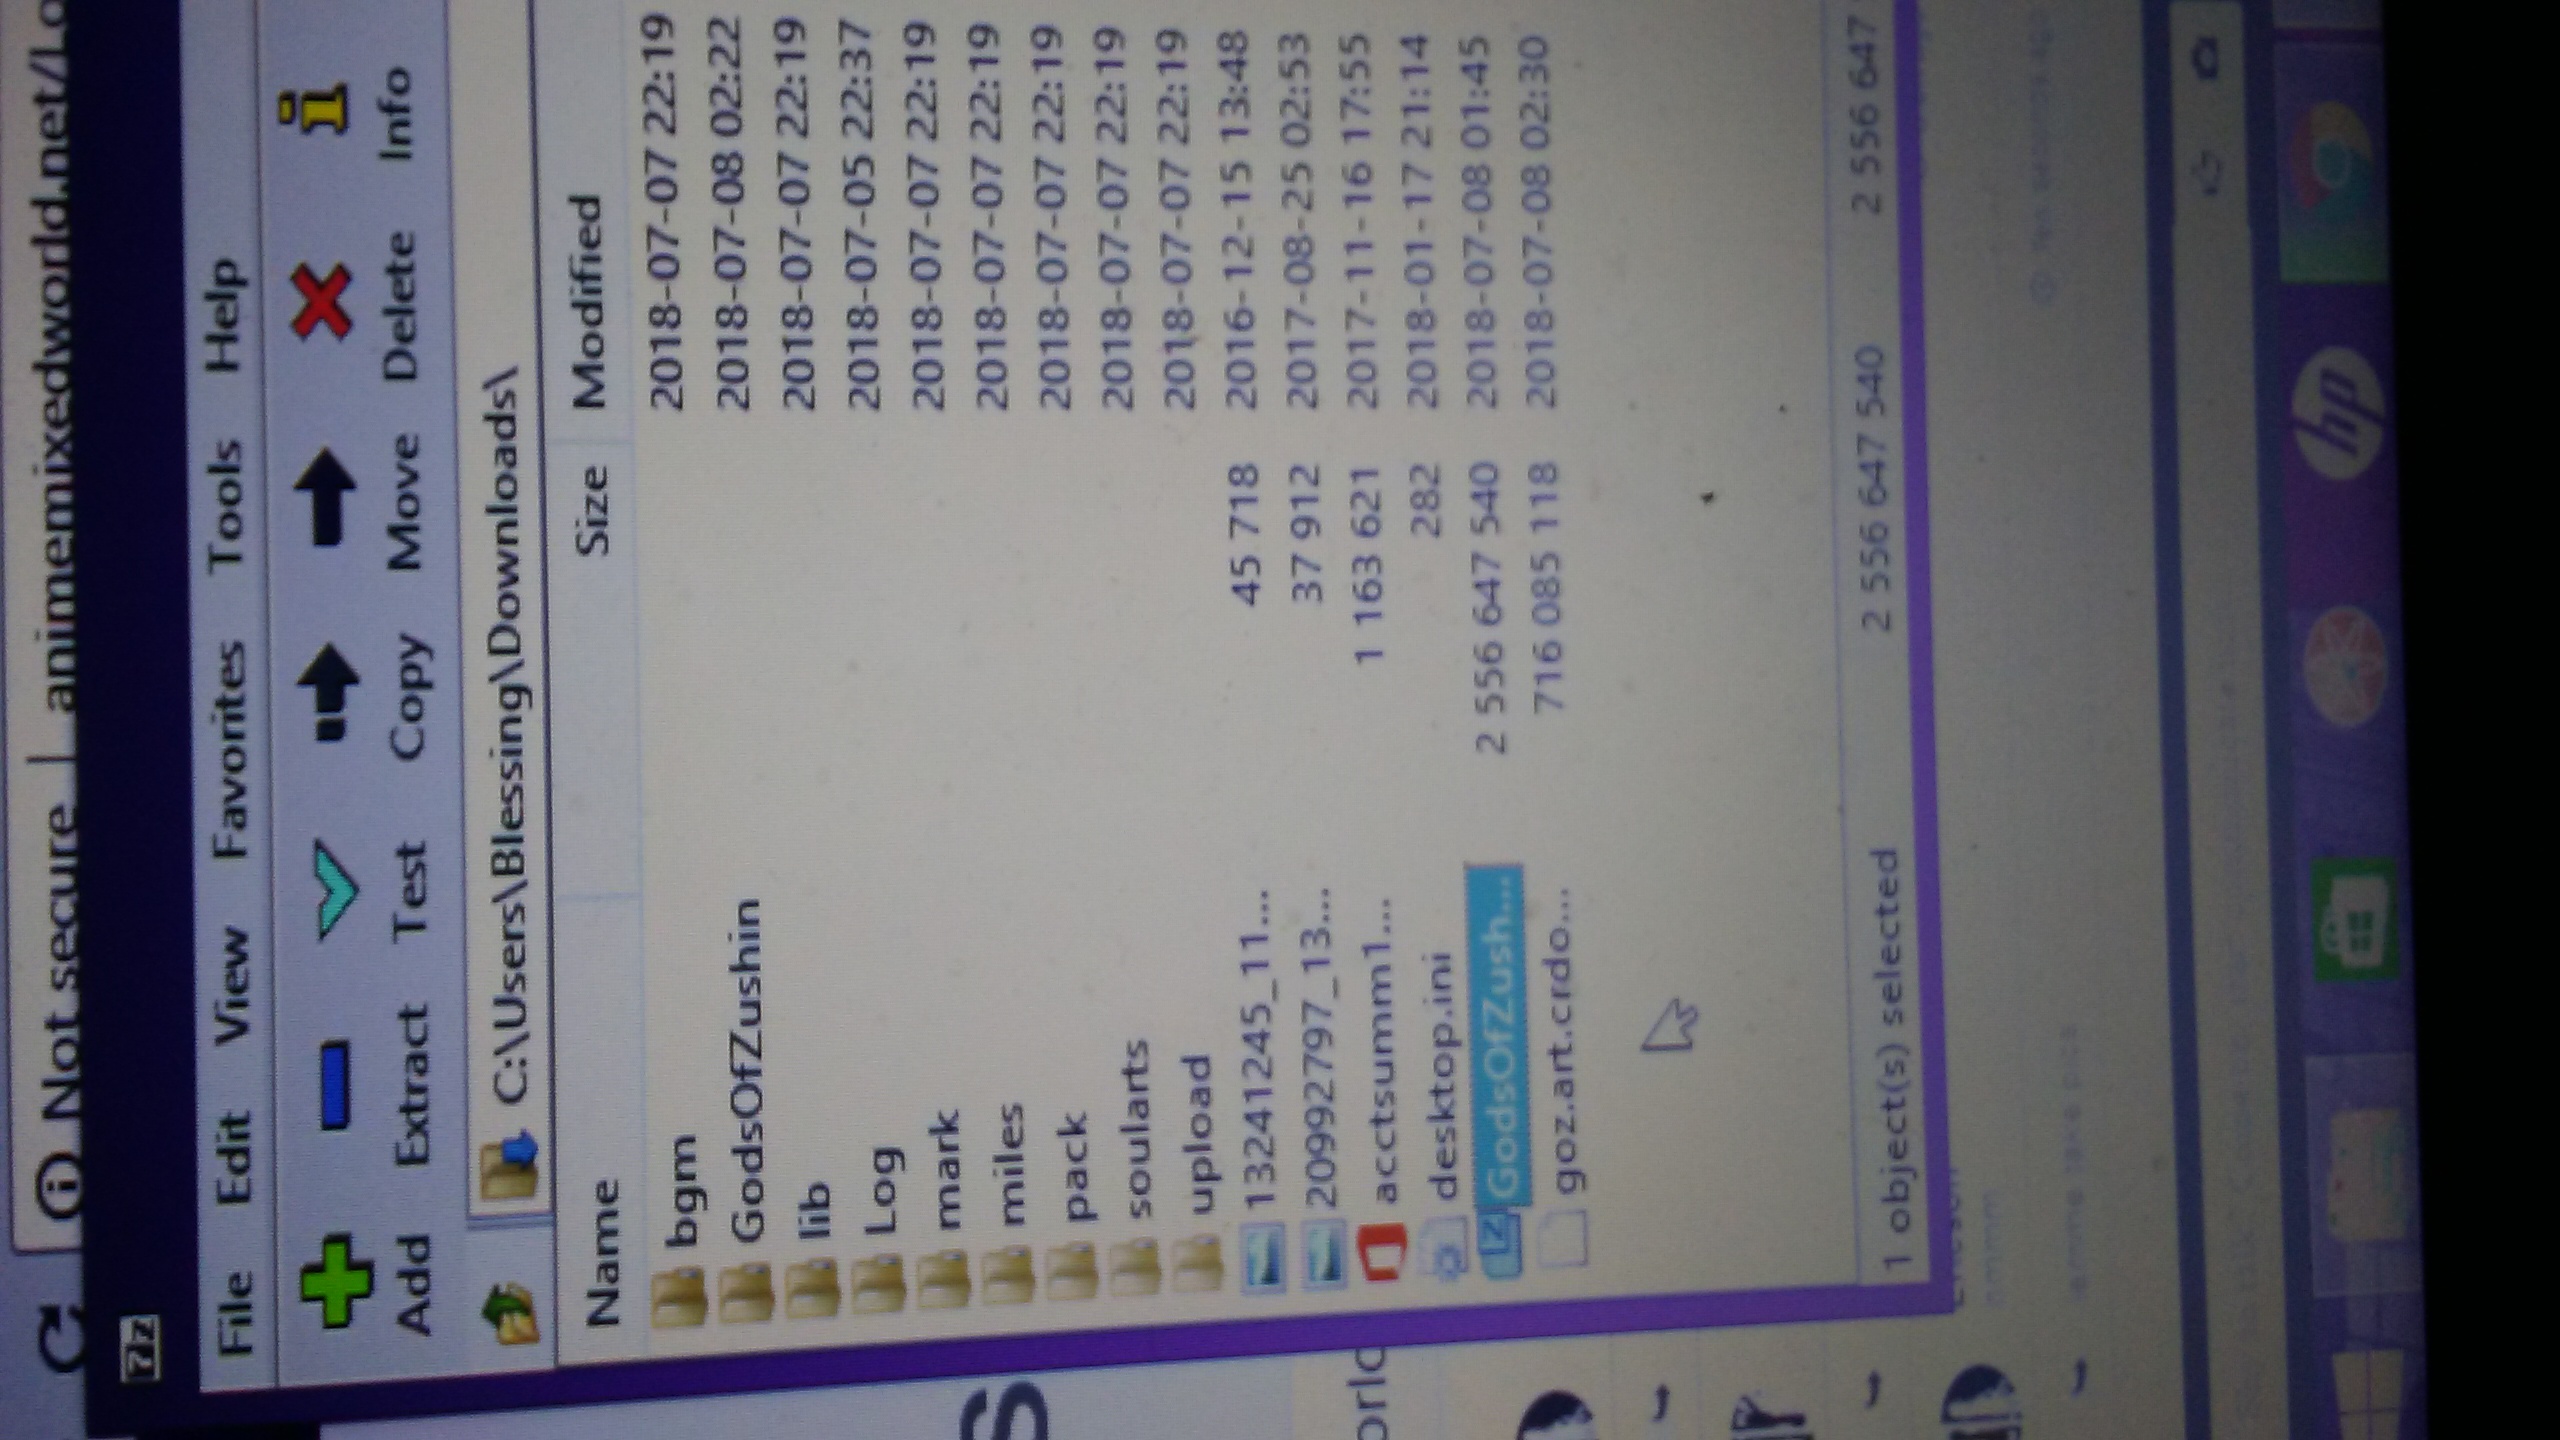 Not secure | animemixedworld.net/Lo
7z
File Edit View Favorites Tools Help
Add Extract Test Copy Move Delete Info
C:\Users\Blessing\Downloads\
Name Size Modified
bgm 2018-07-07 22:19
GodsOfZushin 2018-07-08 02:22
lib 2018-07-07 22:19
Log 2018-07-05 22:37
mark 2018-07-07 22:19
miles 2018-07-07 22:19
pack 2018-07-07 22:19
soularts 2018-07-07 22:19
upload 2018-07-07 22:19
13241245_11... 45 718 2016-12-15 13:48
20992797_13... 37 912 2017-08-25 02:53
acctsumm1... 1 163 621 2017-11-16 17:55
desktop.ini 282 2018-01-17 21:14
GodsOfZush... 2 556 647 540 2018-07-08 01:45
goz.art.crdo... 716 085 118 2018-07-08 02:30
1 object(s) selected 2 556 647 540 2 556 647
lemme take pics
hp